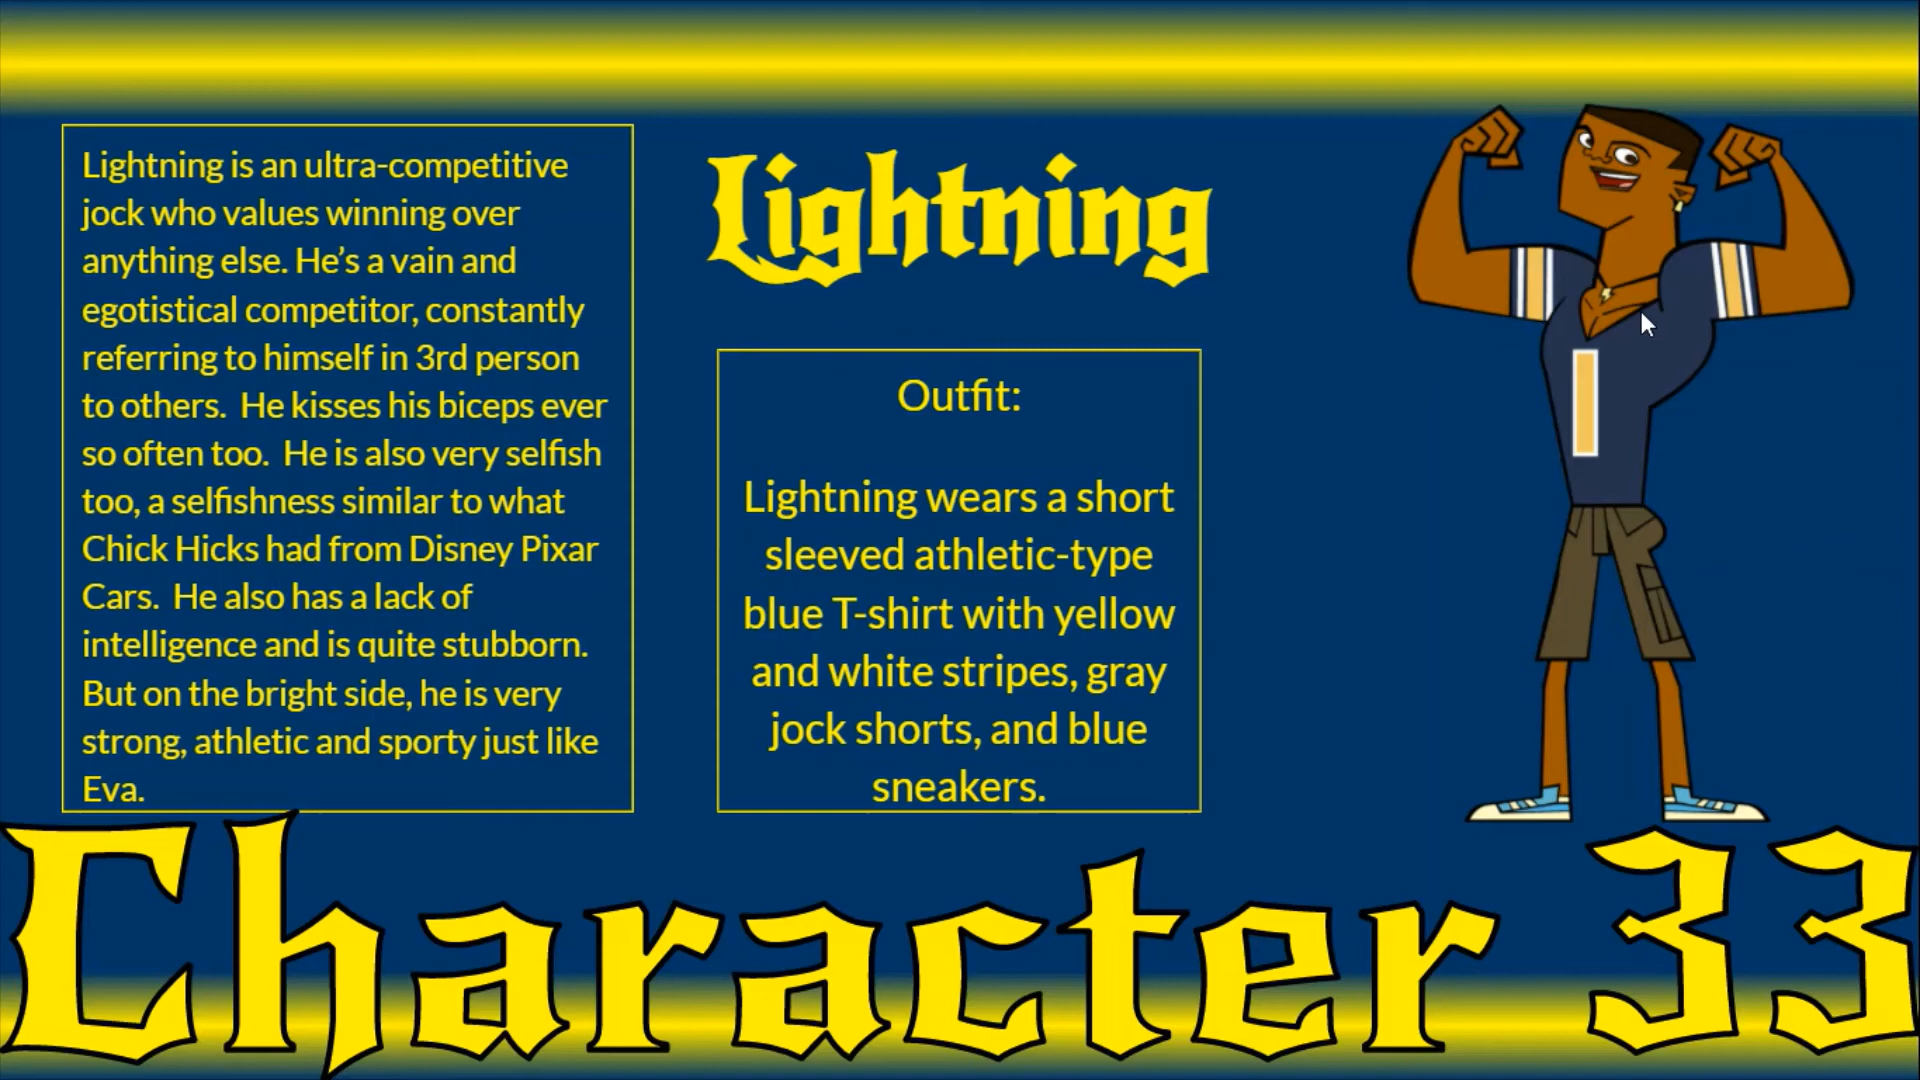 Lightning is an ultra-competitive
jock who values winning over
anything else. He’s a vain and
egotistical competitor, constantly
referring to himself in 3rd person
to others.  He kisses his biceps ever
so often too.  He is also very selfish
too, a selfishness similar to what
Chick Hicks had from Disney Pixar
Cars.  He also has a lack of
intelligence and is quite stubborn.
But on the bright side, he is very
strong, athletic and sporty just like
Eva.
Lightning
Outfit:
Lightning wears a short
sleeved athletic-type
blue T-shirt with yellow
and white stripes, gray
jock shorts, and blue
sneakers.
1
Character 33